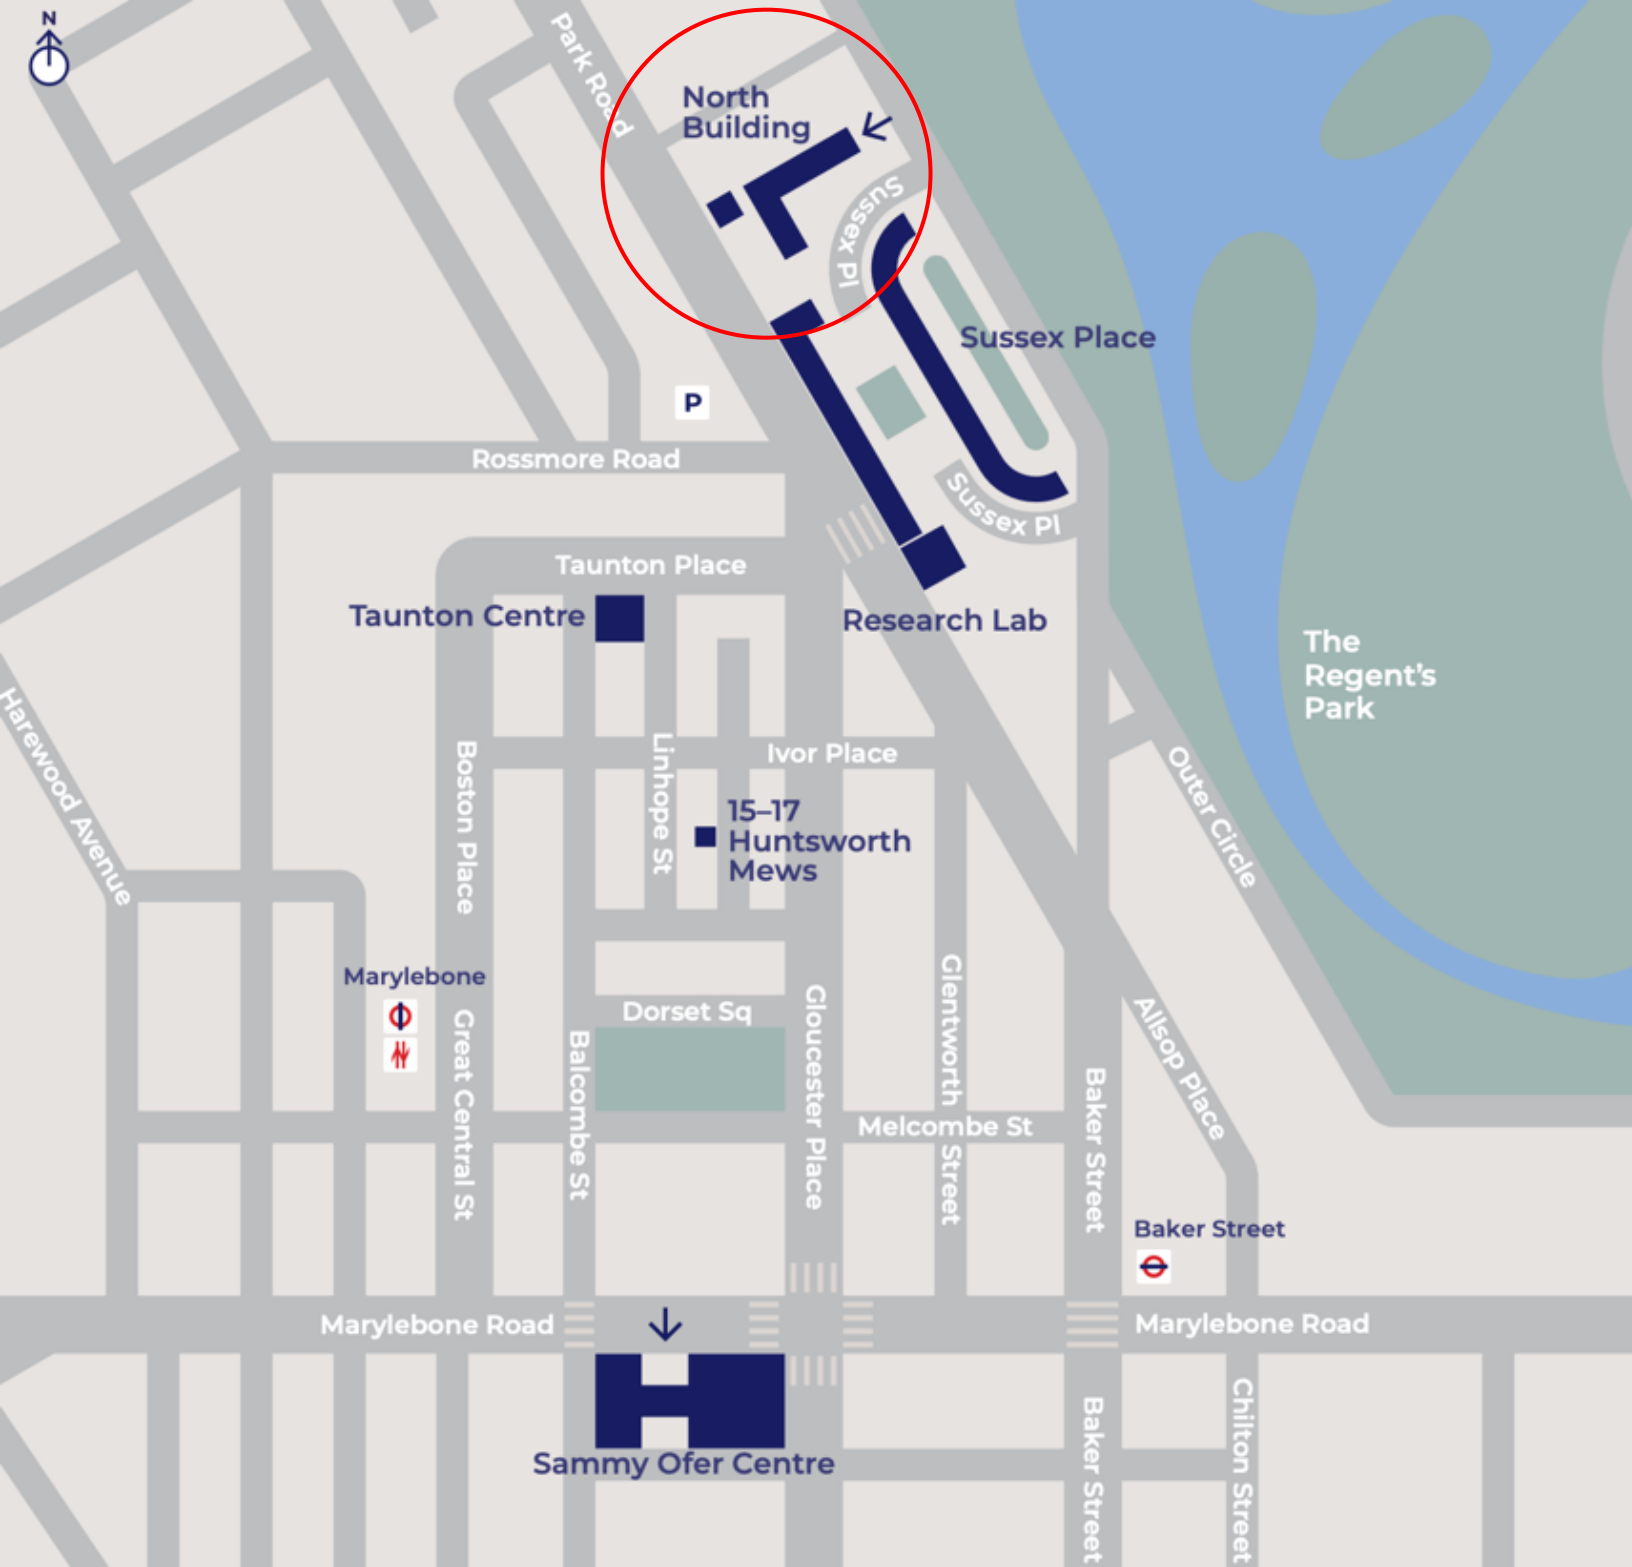 N
Park Road
North
Building
Sussex Pl
Sussex Place
P
Rossmore Road
Sussex Pl
Taunton Place
Taunton Centre
Research Lab
The
Regent's
Park
Harewood Avenue
Boston Place
Linhope St
Ivor Place
Outer Circle
15–17
Huntsworth
Mews
Marylebone
Dorset Sq
Great Central St
Balcombe St
Gloucester Place
Glentworth Street
Allsop Place
Melcombe St
Baker Street
Baker Street
Marylebone Road
Marylebone Road
Sammy Ofer Centre
Baker Street
Chilton Street